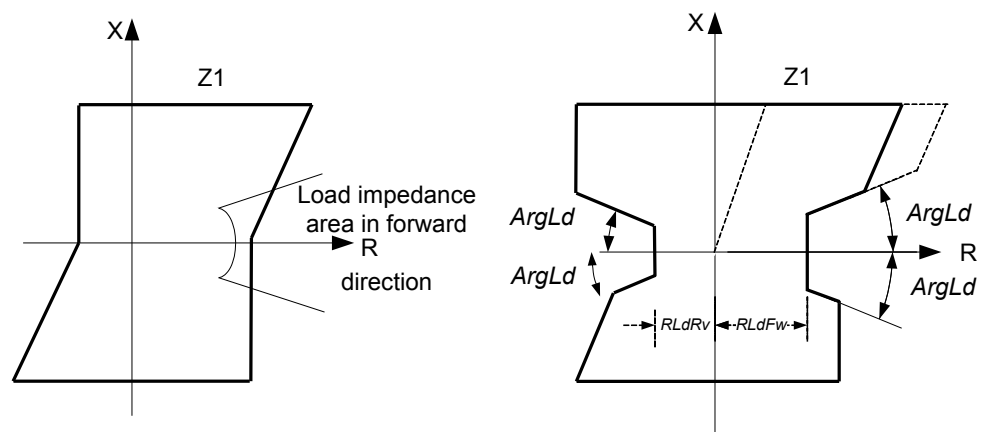 X
Z1
Load impedance
area in forward
R
direction
X
Z1
ArgLd
ArgLd
R
ArgLd
ArgLd
RLdRv
RLdFw